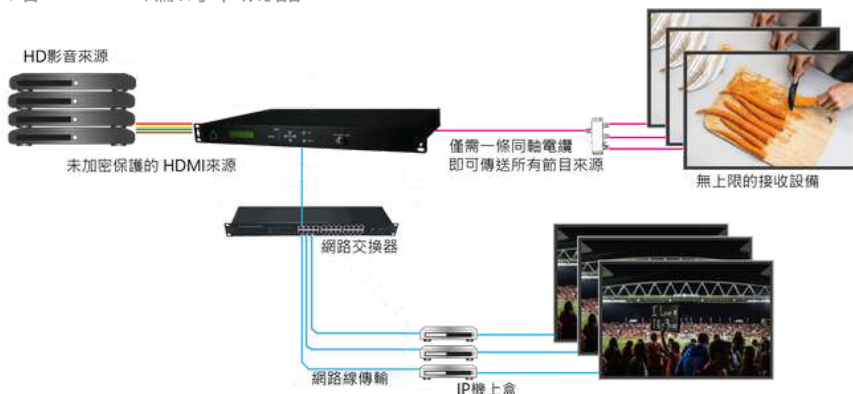 HD影音來源
未加密保護的 HDMI來源
僅需一條同軸電纜
即可傳送所有節目來源
無上限的接收設備
網路交換器
網路線傳輸
IP機上盒